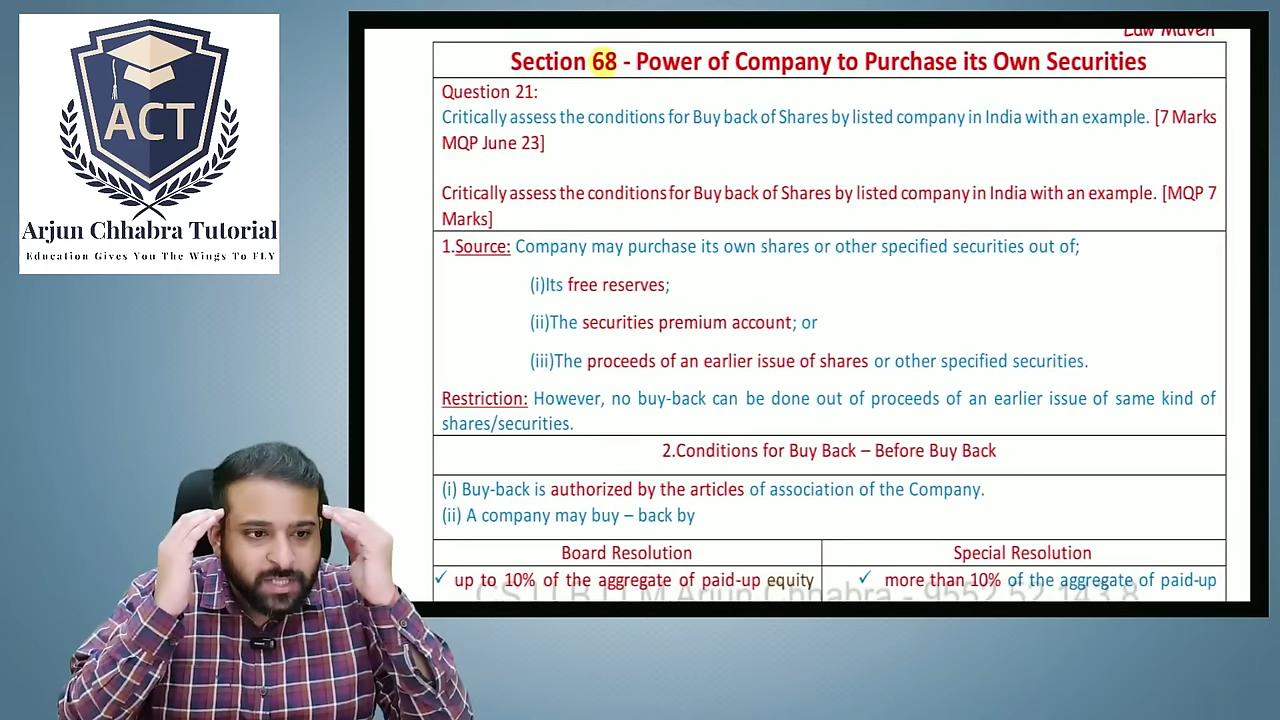 ACT
Arjun Chhabra Tutorial
Education Gives You The Wings To FLY
Law Maven
Section 68 - Power of Company to Purchase its Own Securities
Question 21:
Critically assess the conditions for Buy back of Shares by listed company in India with an example. [7 Marks
MQP June 23]
Critically assess the conditions for Buy back of Shares by listed company in India with an example. [MQP 7
Marks]
1.Source: Company may purchase its own shares or other specified securities out of;
(i)Its free reserves;
(ii)The securities premium account; or
(iii)The proceeds of an earlier issue of shares or other specified securities.
Restriction: However, no buy-back can be done out of proceeds of an earlier issue of same kind of
shares/securities.
2.Conditions for Buy Back – Before Buy Back
(i) Buy-back is authorized by the articles of association of the Company.
(ii) A company may buy – back by
Board Resolution
Special Resolution
✓ up to 10% of the aggregate of paid-up equity
✓ more than 10% of the aggregate of paid-up
Arjun Chhabra - 9552 52 143 8